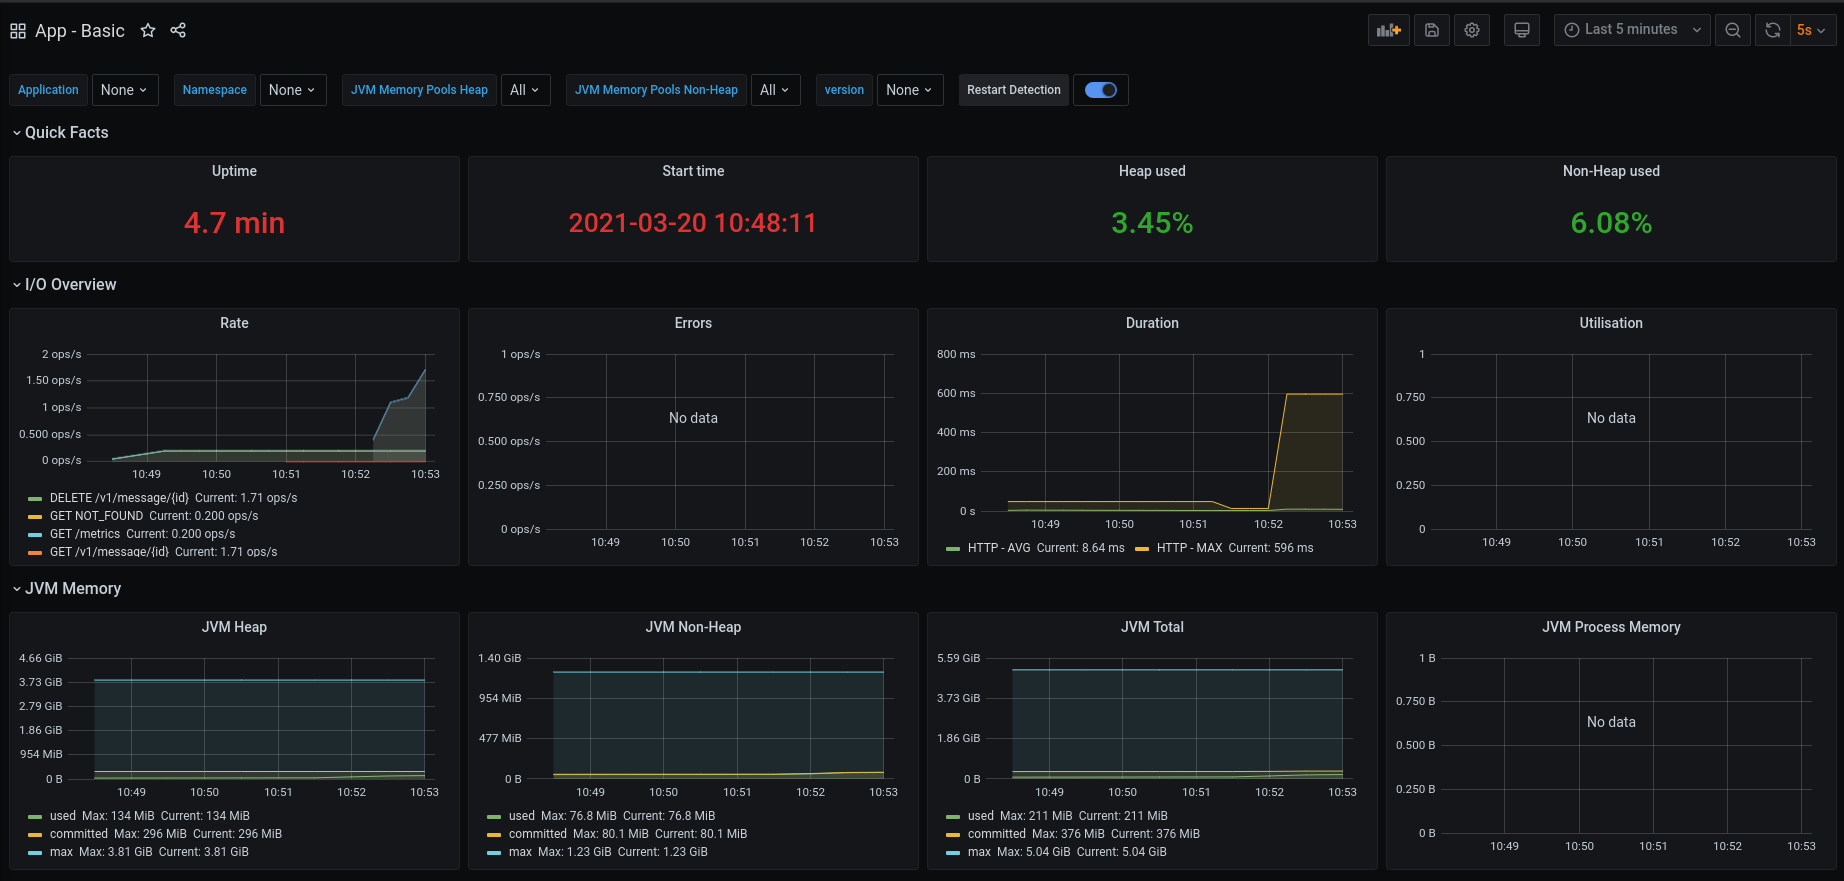 App - Basic
Last 5 minutes
5s
Application None Namespace None JVM Memory Pools Heap All JVM Memory Pools Non-Heap All version None Restart Detection
Quick Facts
Uptime
4.7 min
Start time
2021-03-20 10:48:11
Heap used
3.45%
Non-Heap used
6.08%
I/O Overview
Rate
2 ops/s
1.50 ops/s
1 ops/s
0.500 ops/s
0 ops/s
10:49 10:50 10:51 10:52 10:53
DELETE /v1/message/{id} Current: 1.71 ops/s
GET NOT_FOUND Current: 0.200 ops/s
GET /metrics Current: 0.200 ops/s
GET /v1/message/{id} Current: 1.71 ops/s
Errors
1 ops/s
0.750 ops/s
No data
0.500 ops/s
0.250 ops/s
0 ops/s
10:49 10:50 10:51 10:52 10:53
Duration
800 ms
600 ms
400 ms
200 ms
0 s
10:49 10:50 10:51 10:52 10:53
HTTP - AVG Current: 8.64 ms HTTP - MAX Current: 596 ms
Utilisation
1
0.750
No data
0.500
0.250
0
10:49 10:50 10:51 10:52 10:53
JVM Memory
JVM Heap
4.66 GiB
3.73 GiB
2.79 GiB
1.86 GiB
954 MiB
0 B
10:49 10:50 10:51 10:52 10:53
used Max: 134 MiB Current: 134 MiB
committed Max: 296 MiB Current: 296 MiB
max Max: 3.81 GiB Current: 3.81 GiB
JVM Non-Heap
1.40 GiB
954 MiB
477 MiB
0 B
10:49 10:50 10:51 10:52 10:53
used Max: 76.8 MiB Current: 76.8 MiB
committed Max: 80.1 MiB Current: 80.1 MiB
max Max: 1.23 GiB Current: 1.23 GiB
JVM Total
5.59 GiB
3.73 GiB
1.86 GiB
0 B
10:49 10:50 10:51 10:52 10:53
used Max: 211 MiB Current: 211 MiB
committed Max: 376 MiB Current: 376 MiB
max Max: 5.04 GiB Current: 5.04 GiB
JVM Process Memory
1 B
0.750 B
No data
0.500 B
0.250 B
0 B
10:49 10:50 10:51 10:52 10:53